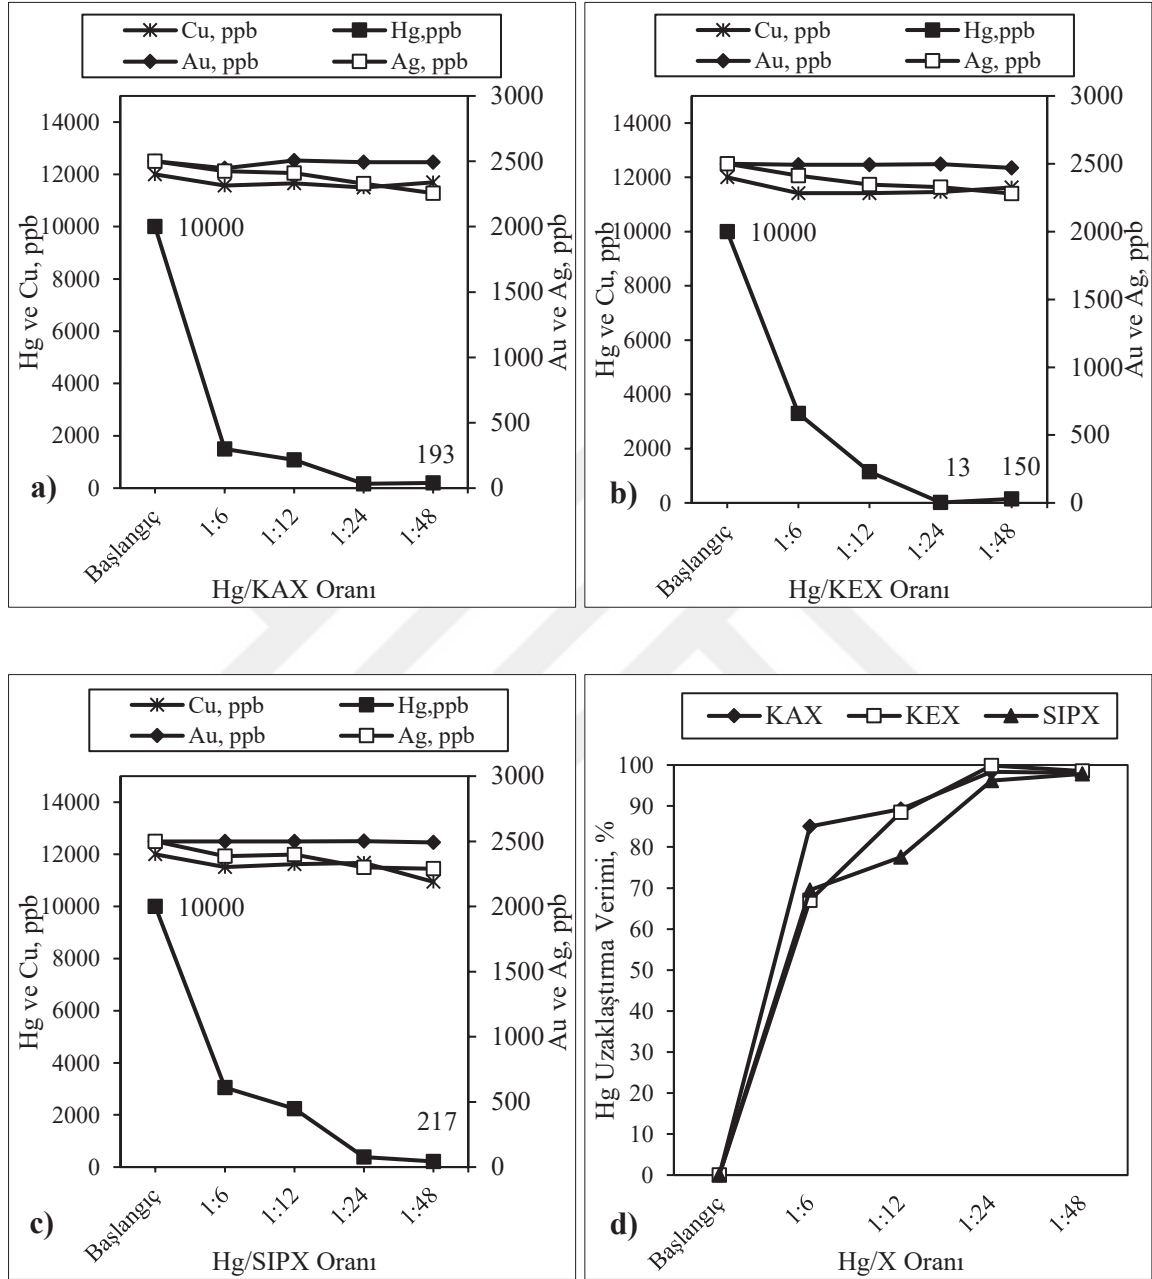 Cu, ppb Hg,ppb
Au, ppb Ag, ppb
14000
12000
10000
8000
6000
4000
2000
0
Hg ve Cu, ppb
3000
2500
2000
1500
1000
500
0
Au ve Ag, ppb
10000
193
Başlangıç 1:6 1:12 1:24 1:48
Hg/KAX Oranı
a)
Cu, ppb Hg,ppb
Au, ppb Ag, ppb
14000
12000
10000
8000
6000
4000
2000
0
Hg ve Cu, ppb
3000
2500
2000
1500
1000
500
0
Au ve Ag, ppb
10000
13 150
Başlangıç 1:6 1:12 1:24 1:48
Hg/KEX Oranı
b)
Cu, ppb Hg,ppb
Au, ppb Ag, ppb
14000
12000
10000
8000
6000
4000
2000
0
Hg ve Cu, ppb
3000
2500
2000
1500
1000
500
0
Au ve Ag, ppb
10000
217
Başlangıç 1:6 1:12 1:24 1:48
Hg/SIPX Oranı
c)
KAX KEX SIPX
100
90
80
70
60
50
40
30
20
10
0
Hg Uzaklaştırma Verimi, %
Başlangıç 1:6 1:12 1:24 1:48
Hg/X Oranı
d)